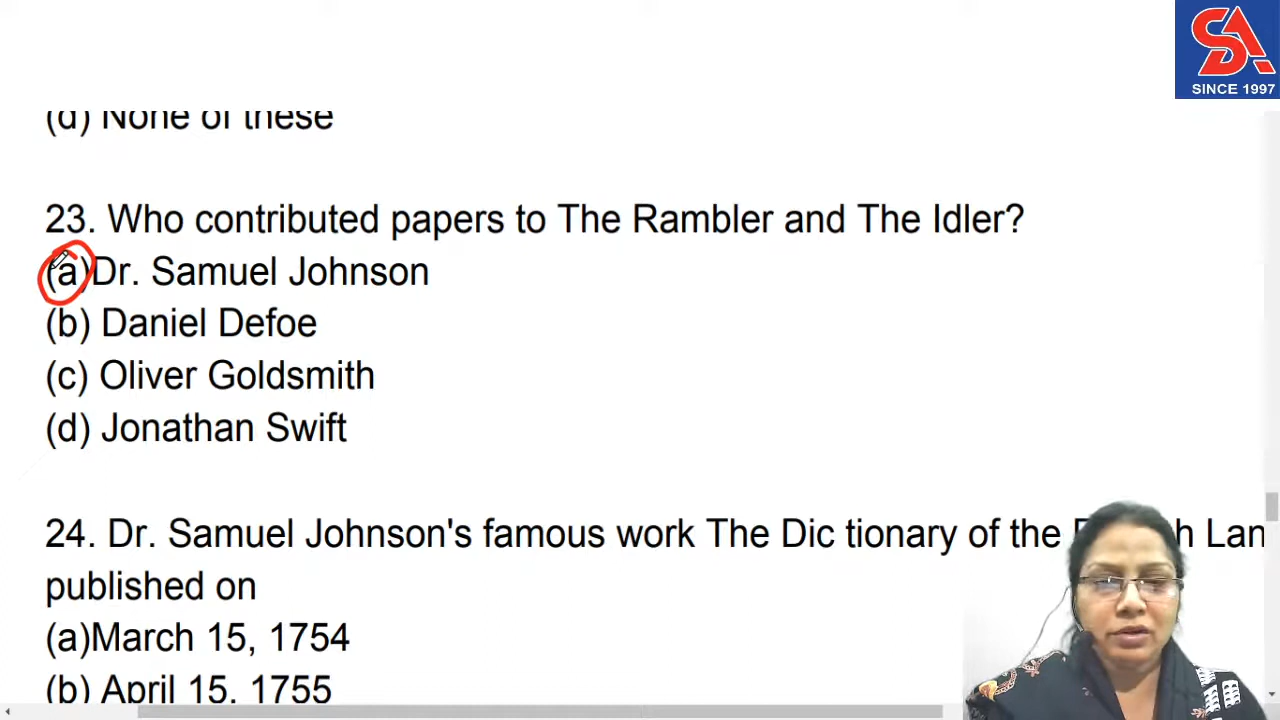 SA
SINCE 1997
(d) None of these
23. Who contributed papers to The Rambler and The Idler?
(a)Dr. Samuel Johnson
(b) Daniel Defoe
(c) Oliver Goldsmith
(d) Jonathan Swift
24. Dr. Samuel Johnson's famous work The Dic tionary of the
published on
(a)March 15, 1754
(b) April 15, 1755